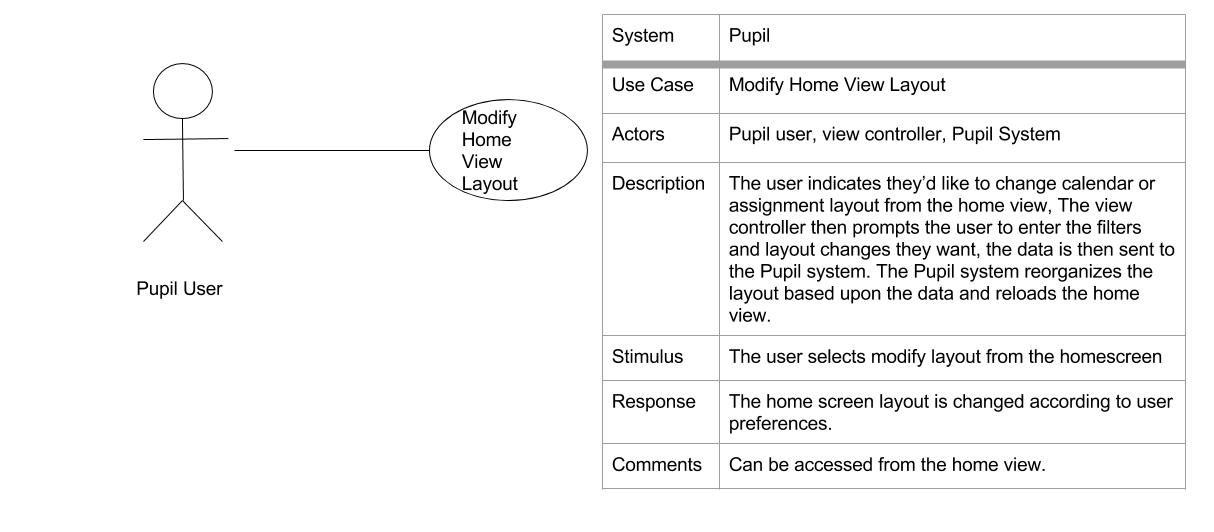 Modify
Home
View
Layout
Pupil User
System Pupil
Use Case Modify Home View Layout
Actors Pupil user, view controller, Pupil System
Description The user indicates they’d like to change calendar or
assignment layout from the home view, The view
controller then prompts the user to enter the filters
and layout changes they want, the data is then sent to
the Pupil system. The Pupil system reorganizes the
layout based upon the data and reloads the home
view.
Stimulus The user selects modify layout from the homescreen
Response The home screen layout is changed according to user
preferences.
Comments Can be accessed from the home view.